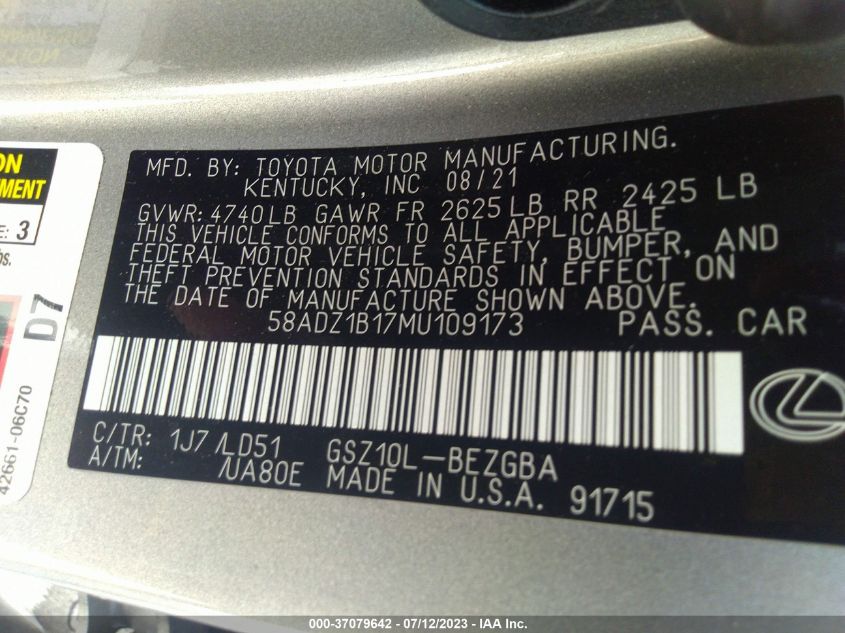 MFD. BY: TOYOTA MOTOR MANUFACTURING.
KENTUCKY, INC 08/21
GVWR: 4740LB GAWR FR 2625LB RR 2425 LB
THIS VEHICLE CONFORMS TO ALL APPLICABLE
FEDERAL MOTOR VEHICLE SAFETY, BUMPER, AND
THEFT PREVENTION STANDARDS IN EFFECT ON
THE DATE OF MANUFACTURE SHOWN ABOVE.
58ADZ1B17MU109173 PASS. CAR
C/TR: 1J7/LD51 GSZ10L-BEZGBA
A/TM: /UA80E MADE IN U.S.A. 91715
3
D7
42661-06C70
000-37079642 - 07/12/2023 - IAA Inc.